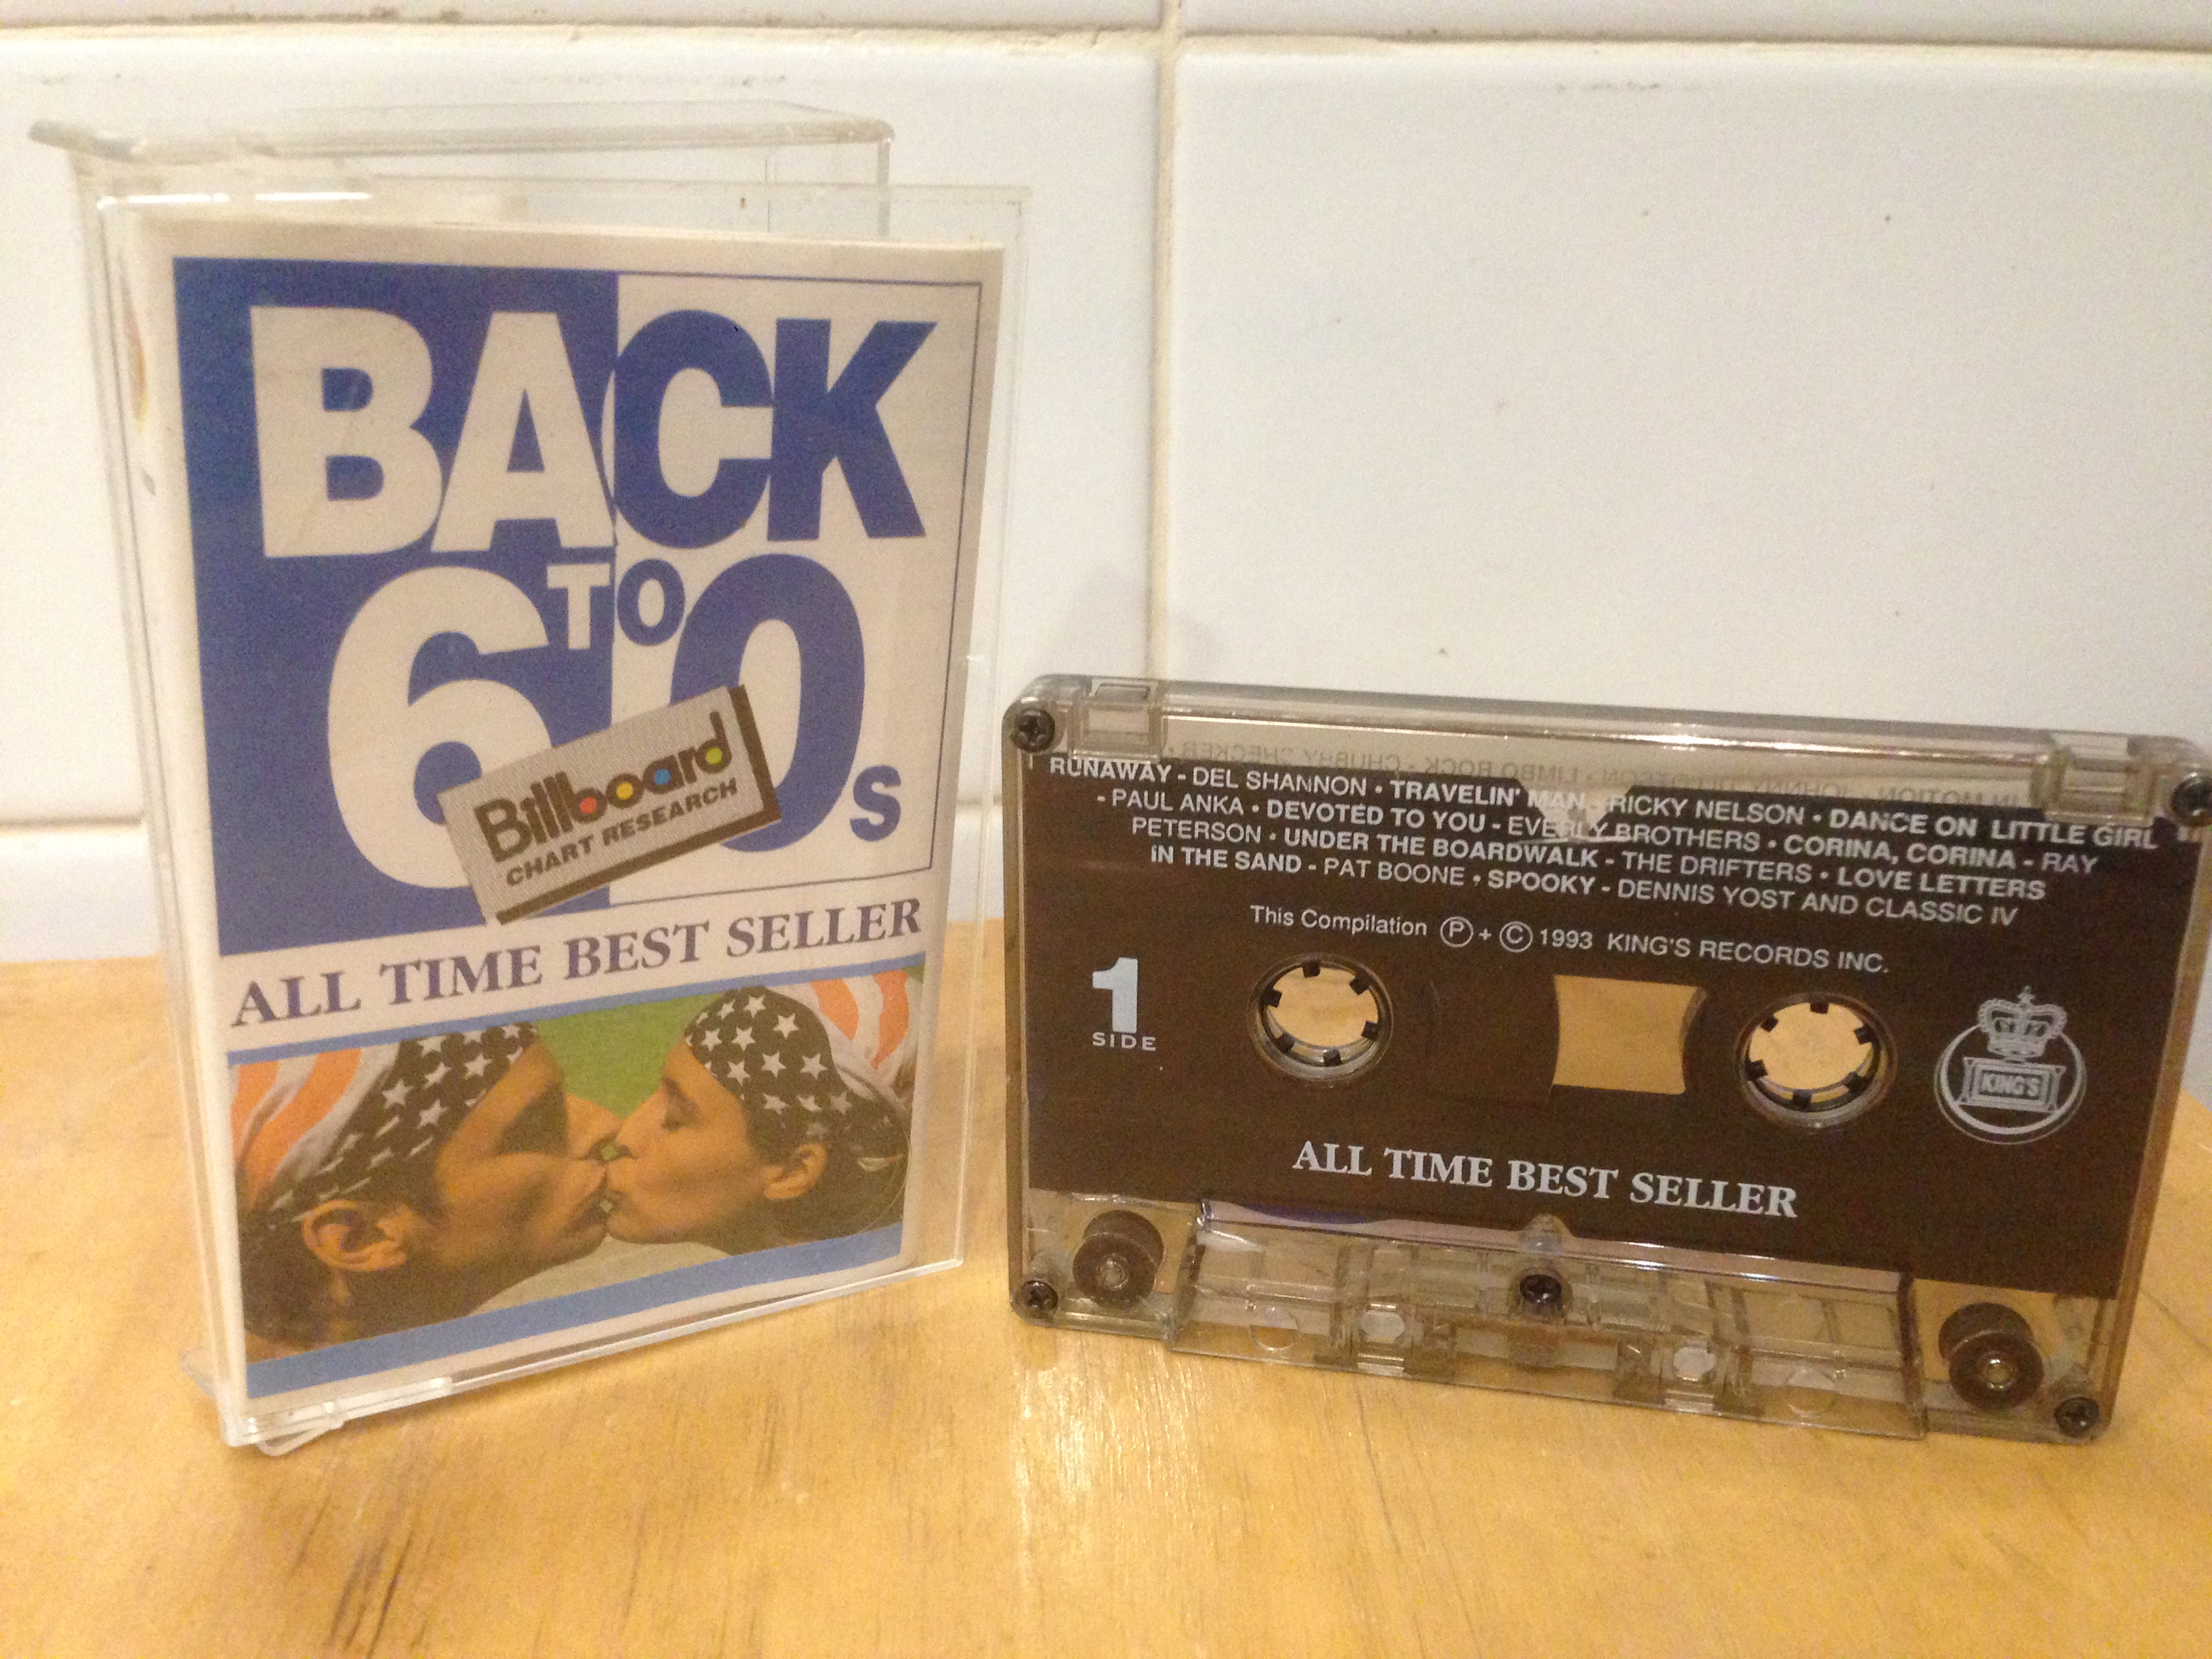 BACK
TO
60s
Billboard
CHART RESEARCH
ALL TIME BEST SELLER
RUNAWAY - DEL SHANNON • TRAVELIN' MAN - RICKY NELSON • DANCE ON LITTLE GIRL
- PAUL ANKA • DEVOTED TO YOU - EVERLY BROTHERS • CORINA, CORINA - RAY
PETERSON • UNDER THE BOARDWALK - THE DRIFTERS • LOVE LETTERS
IN THE SAND - PAT BOONE • SPOOKY - DENNIS YOST AND CLASSIC IV
This Compilation Ⓟ + © 1993 KING'S RECORDS INC.
1
SIDE
KING'S
ALL TIME BEST SELLER